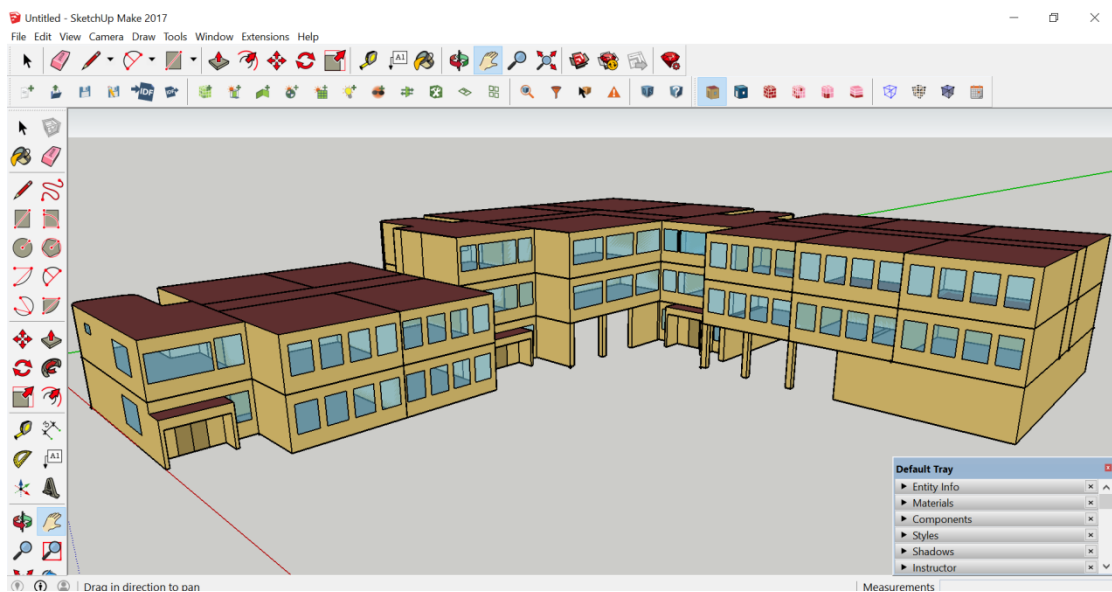 Untitled - SketchUp Make 2017
File Edit View Camera Draw Tools Window Extensions Help
A1
IDF
A1
Default Tray
Entity Info
Materials
Components
Styles
Shadows
Instructor
Drag in direction to pan
Measurements